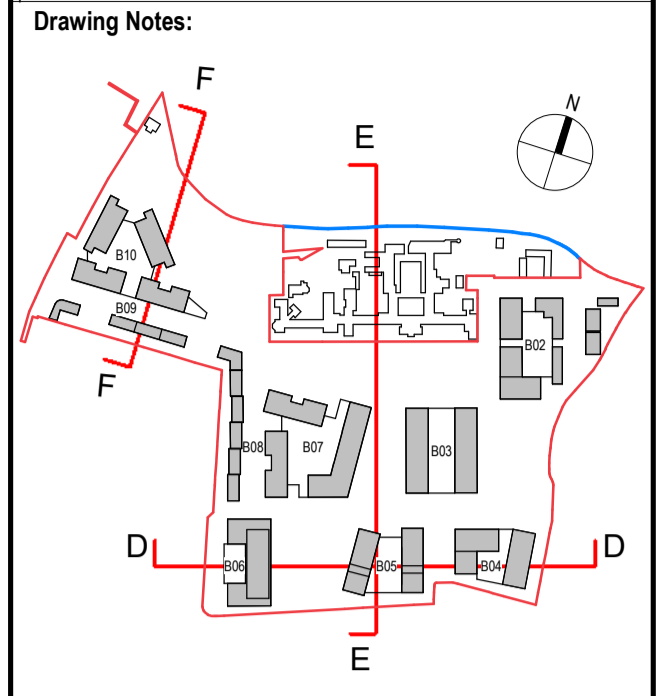 Drawing Notes:
F
N
E
B10
B09
B02
F
B08
B07
B03
D
D
B06
B05
B04
E